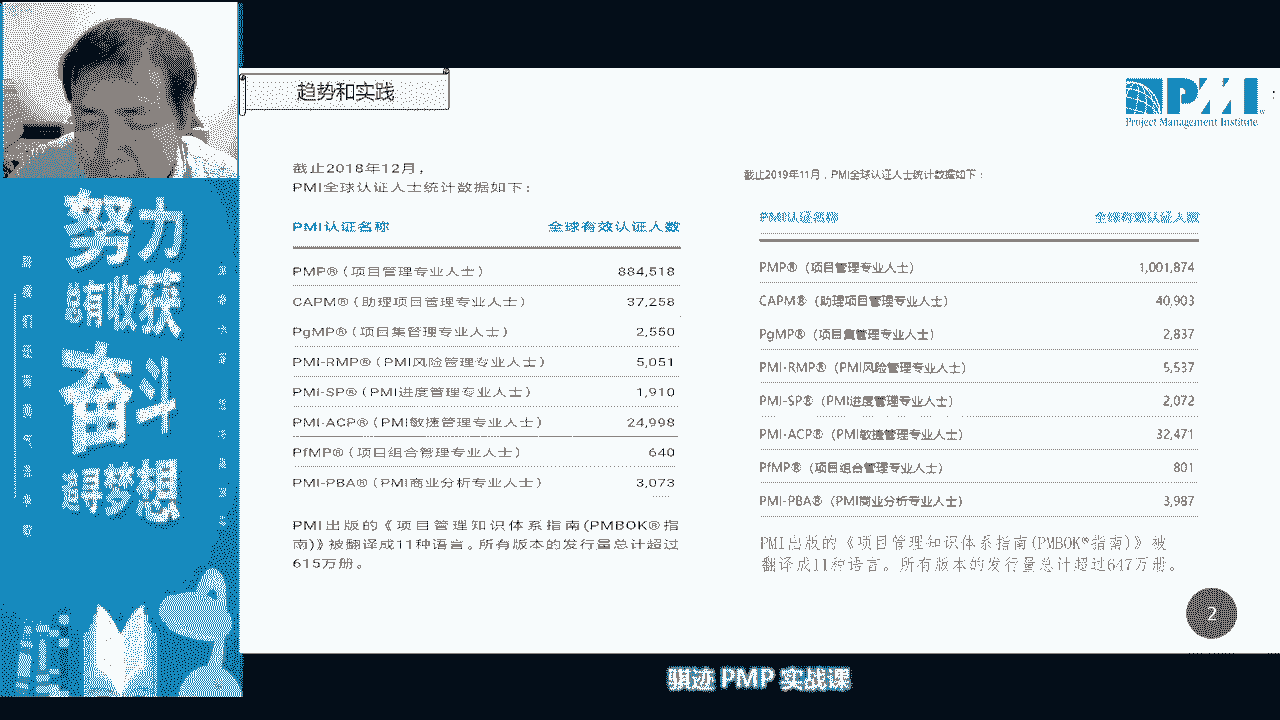 努力
总有收获
奋斗
追寻梦想
趋势和实践
PMI
Project Management Institute
截止2018年12月，
PMI全球认证人士统计数据如下：
PMI认证名称 全球有效认证人数
PMP®（项目管理专业人士） 884,518
CAPM®（助理项目管理专业人士） 37,258
PgMP®（项目集管理专业人士） 2,550
PMI-RMP®（PMI风险管理专业人士） 5,051
PMI-SP®（PMI进度管理专业人士） 1,910
PMI-ACP®（PMI敏捷管理专业人士） 24,998
PfMP®（项目组合管理专业人士） 640
PMI-PBA®（PMI商业分析专业人士） 3,073
PMI出版的《项目管理知识体系指南(PMBOK®指
南)》被翻译成11种语言。所有版本的发行量总计超过
615万册。
截止2019年11月，PMI全球认证人士统计数据如下：
PMI认证名称 全球有效认证人数
PMP®（项目管理专业人士） 1,001,874
CAPM®（助理项目管理专业人士） 40,903
PgMP®（项目集管理专业人士） 2,837
PMI-RMP®（PMI风险管理专业人士） 5,537
PMI-SP®（PMI进度管理专业人士） 2,072
PMI-ACP®（PMI敏捷管理专业人士） 32,471
PfMP®（项目组合管理专业人士） 801
PMI-PBA®（PMI商业分析专业人士） 3,987
PMI出版的《项目管理知识体系指南(PMBOK®指南)》被
翻译成11种语言。所有版本的发行量总计超过647万册。
2
骐迹 PMP 实战课